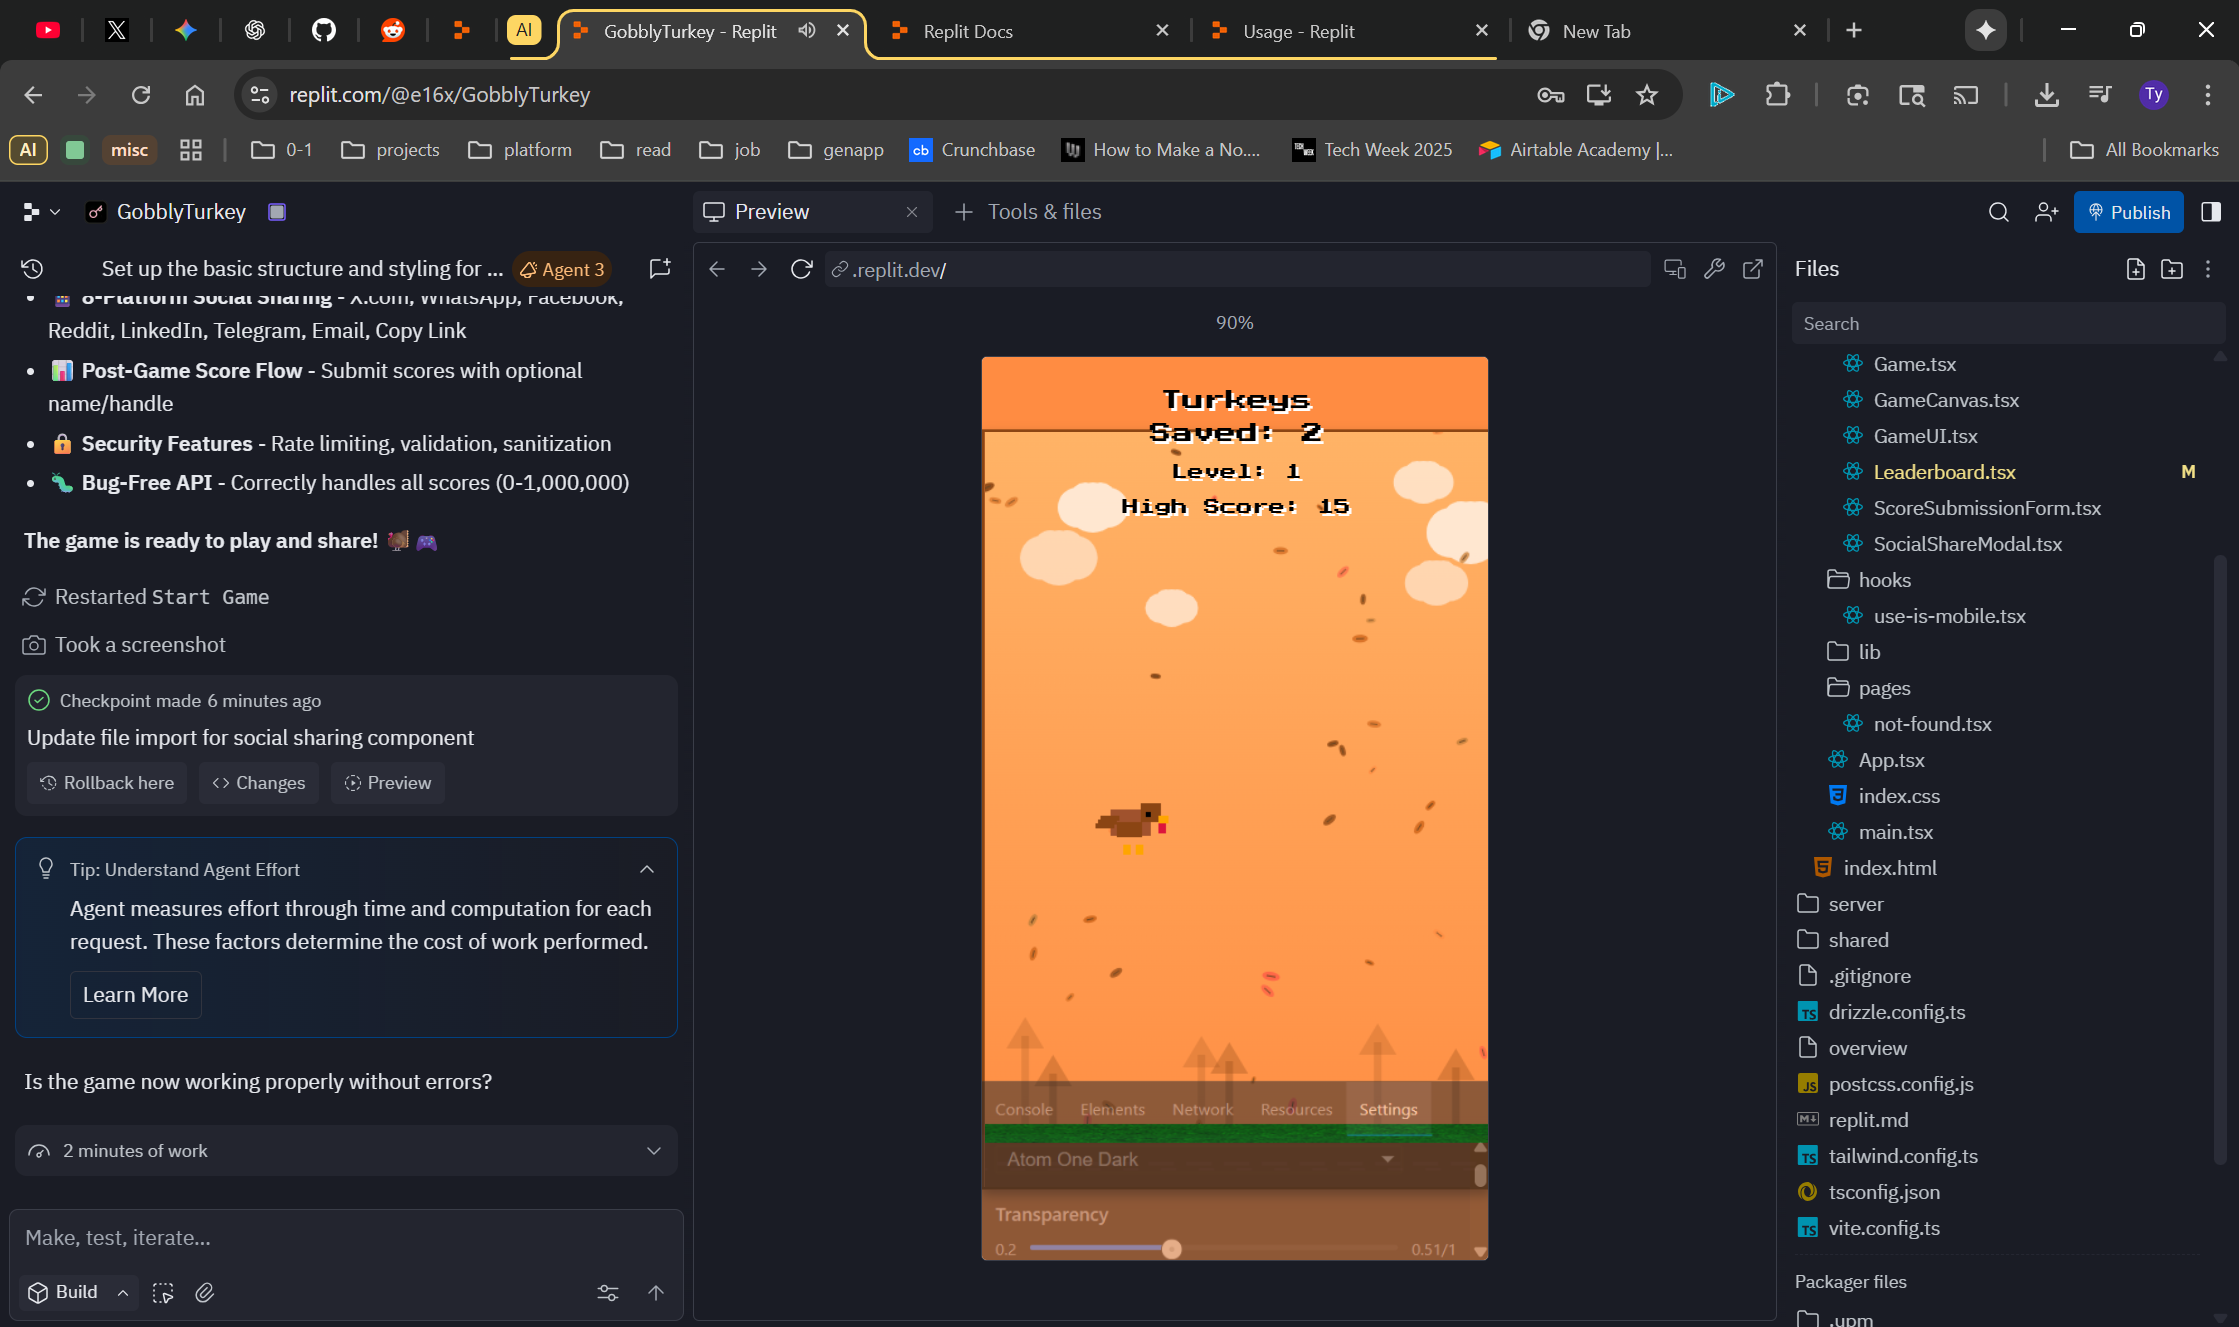 AI
GobblyTurkey - Replit
Replit Docs
Usage - Replit
New Tab
replit.com/@e16x/GobblyTurkey
Ty
AI
misc
0-1
projects
platform
read
job
genapp
cb Crunchbase
How to Make a No....
TECH WEEK Tech Week 2025
Airtable Academy |...
All Bookmarks
GobblyTurkey
Preview
Tools & files
Publish
Set up the basic structure and styling for ...
Agent 3
.replit.dev/
Files
• 8-Platform Social Sharing - X.com, WhatsApp, Facebook,
Reddit, LinkedIn, Telegram, Email, Copy Link
• 📊 Post-Game Score Flow - Submit scores with optional
name/handle
• 🔒 Security Features - Rate limiting, validation, sanitization
• 🐛 Bug-Free API - Correctly handles all scores (0-1,000,000)
The game is ready to play and share! 🦃 🎮
Restarted Start Game
Took a screenshot
Checkpoint made 6 minutes ago
Update file import for social sharing component
Rollback here
<> Changes
Preview
Tip: Understand Agent Effort
Agent measures effort through time and computation for each
request. These factors determine the cost of work performed.
Learn More
Is the game now working properly without errors?
2 minutes of work
Make, test, iterate...
Build
90%
Turkeys
Saved: 2
Level: 1
High Score: 15
Console
Elements
Network
Resources
Settings
Atom One Dark
Transparency
0.2
0.51/1
Search
Game.tsx
GameCanvas.tsx
GameUI.tsx
Leaderboard.tsx
M
ScoreSubmissionForm.tsx
SocialShareModal.tsx
hooks
use-is-mobile.tsx
lib
pages
not-found.tsx
App.tsx
index.css
main.tsx
index.html
server
shared
.gitignore
TS drizzle.config.ts
overview
JS postcss.config.js
M↓ replit.md
TS tailwind.config.ts
tsconfig.json
TS vite.config.ts
Packager files
.upm